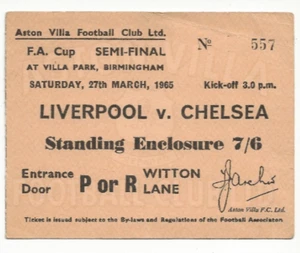 Aston Villa Football Club Ltd.
No 557
F.A. Cup SEMI-FINAL
AT VILLA PARK, BIRMINGHAM
SATURDAY, 27th MARCH, 1965 Kick-off 3.0 p.m.
LIVERPOOL v. CHELSEA
Standing Enclosure 7/6
Entrance Door P or R WITTON LANE
Aston Villa F.C. Ltd.
Ticket is issued subject to the By-laws and Regulations of the Football Association